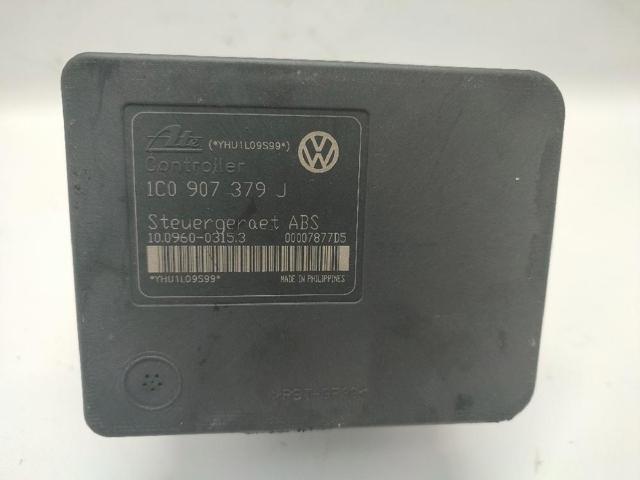 Ate (*YHU1L09S99*)
Controller
1C0 907 379 J
Steuergeraet ABS
10.0960-0315.3 00007877D5
*YHU1L09S99* MADE IN PHILIPPINES